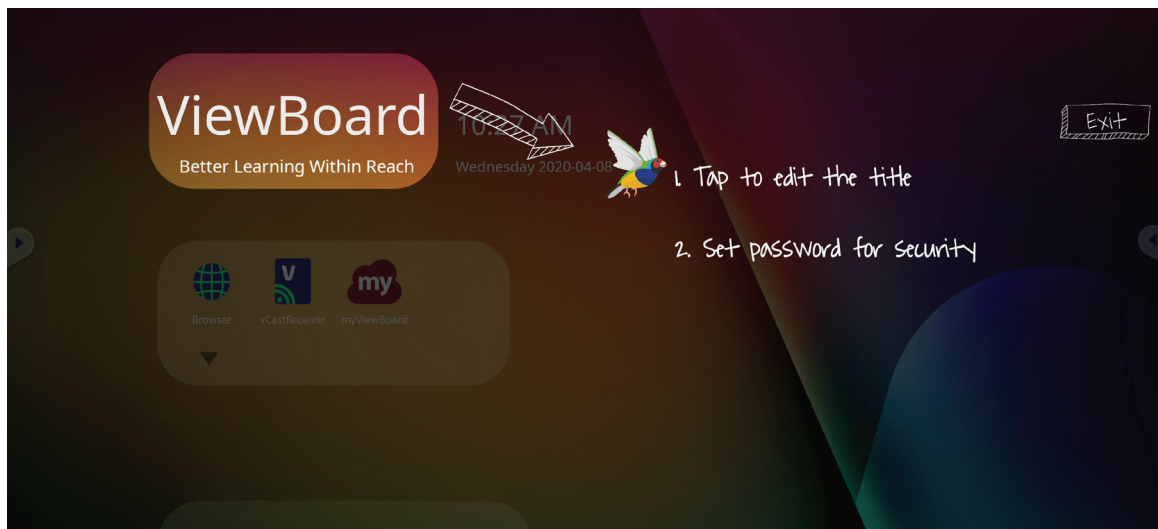 ViewBoard
Better Learning Within Reach
10:27 AM
Wednesday 2020-04-08
Exit
1. Tap to edit the title
2. Set password for security
Browser
vCastReceiver
myViewBoard
V
my